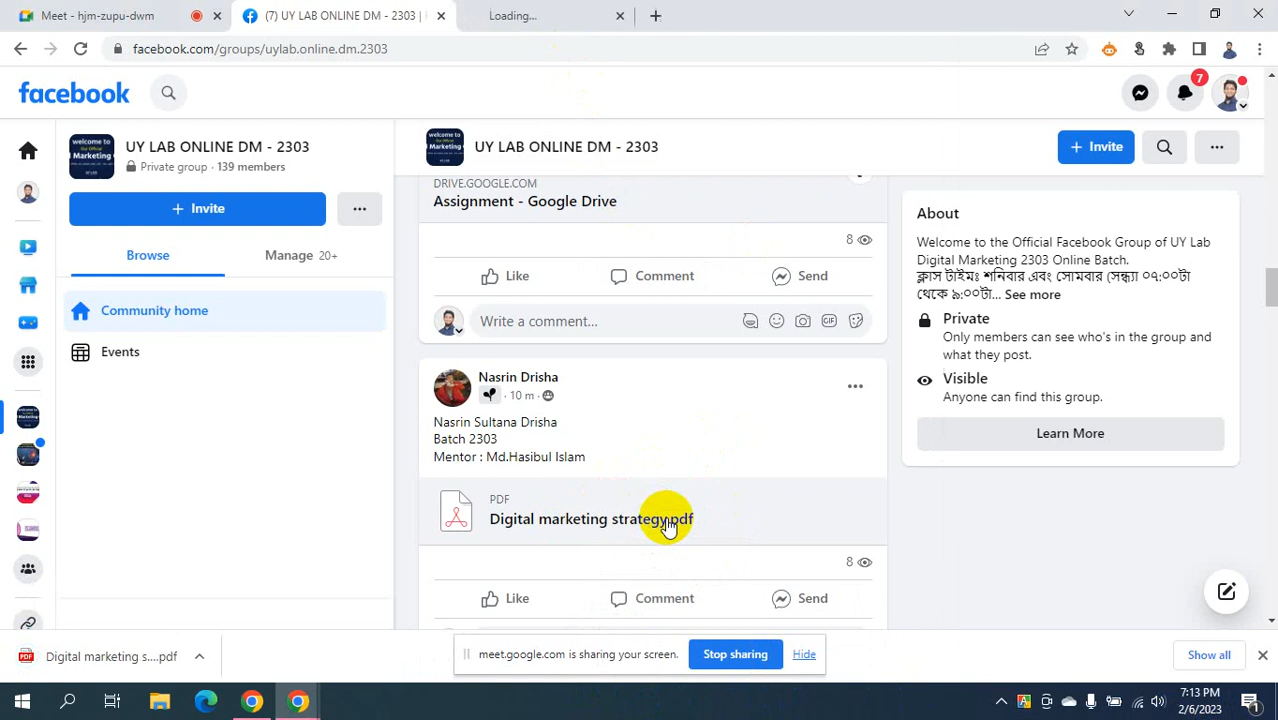 Meet - hjm-zupu-dwm
(7) UY LAB ONLINE DM - 2303 |
Loading...
facebook.com/groups/uylab.online.dm.2303
facebook
7
UY LAB ONLINE DM - 2303
Private group · 139 members
+ Invite
Browse
Manage 20+
Community home
Events
UY LAB ONLINE DM - 2303
+ Invite
DRIVE.GOOGLE.COM
Assignment - Google Drive
8
Like
Comment
Send
Write a comment...
GIF
Nasrin Drisha
· 10 m ·
Nasrin Sultana Drisha
Batch 2303
Mentor : Md.Hasibul Islam
PDF
Digital marketing strategy.pdf
8
Like
Comment
Send
About
Welcome to the Official Facebook Group of UY Lab
Digital Marketing 2303 Online Batch.
ক্লাস টাইমঃ শনিবার এবং সোমবার (সন্ধ্যা ০৭:০০টা
থেকে ৯:০০টা... See more
Private
Only members can see who's in the group and
what they post.
Visible
Anyone can find this group.
Learn More
PDF
Digital marketing s....pdf
meet.google.com is sharing your screen.
Stop sharing
Hide
Show all
7:13 PM
2/6/2023
1